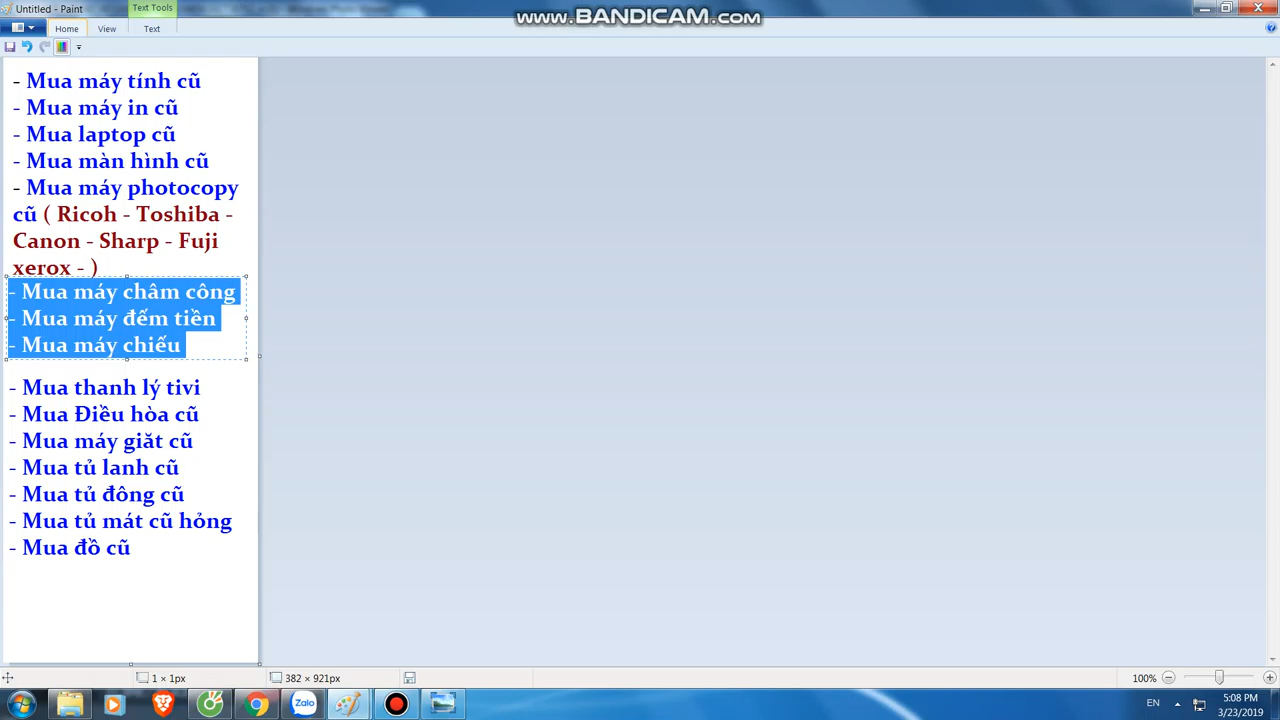 Untitled - Paint
Text Tools
www.BANDICAM.com
Home
View
Text
- Mua máy tính cũ
- Mua máy in cũ
- Mua laptop cũ
- Mua màn hình cũ
- Mua máy photocopy
cũ ( Ricoh - Toshiba -
Canon - Sharp - Fuji
xerox - )
- Mua máy châm công
- Mua máy đếm tiền
- Mua máy chiếu
- Mua thanh lý tivi
- Mua Điều hòa cũ
- Mua máy giăt cũ
- Mua tủ lanh cũ
- Mua tủ đông cũ
- Mua tủ mát cũ hỏng
- Mua đồ cũ
1 × 1px
382 × 921px
100%
Zalo
EN
5:08 PM
3/23/2019